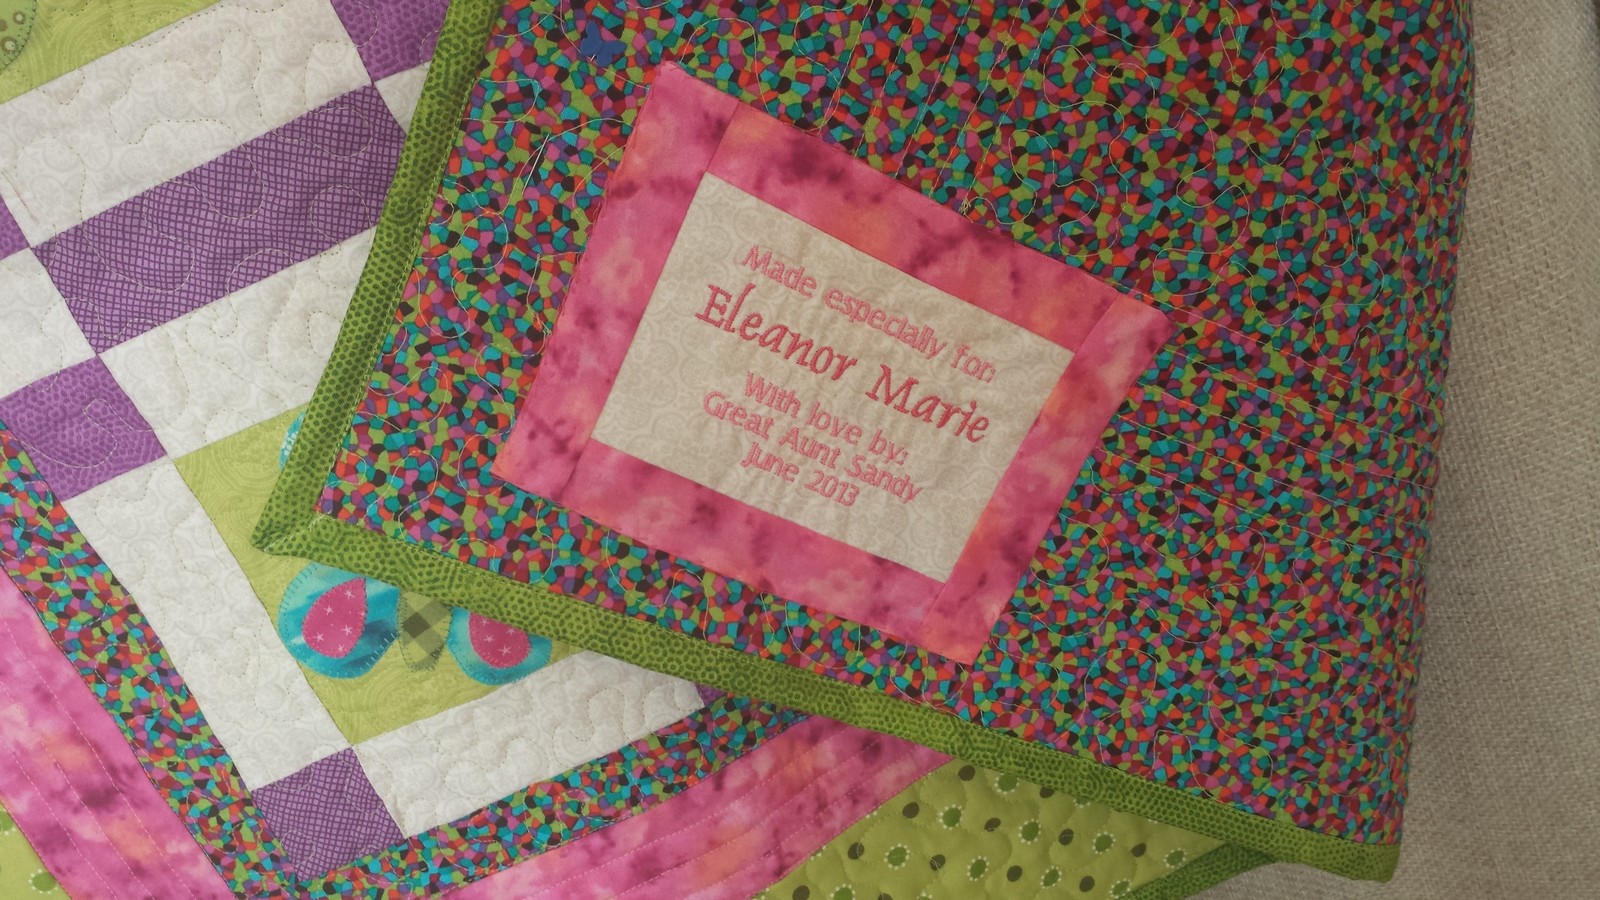 Made especially for:
Eleanor Marie
With love by:
Great Aunt Sandy
June 2013